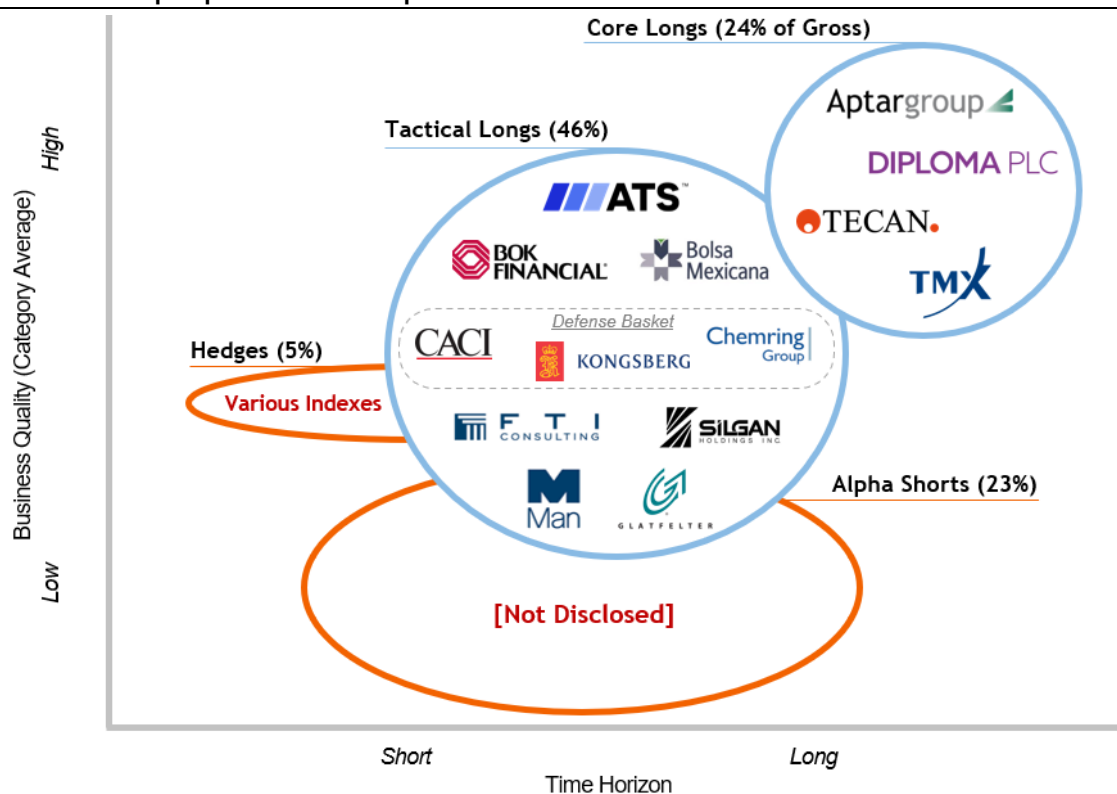 Core Longs (24% of Gross)
Aptargroup
Tactical Longs (46%)
DIPLOMA PLC
ATS™
TECAN.
BOK
FINANCIAL
Bolsa
Mexicana
TMX
Defense Basket
CACI
KONGSBERG
Chemring
Group
Hedges (5%)
Various Indexes
F T I
CONSULTING
SiLGAN
HOLDINGS INC
Man
GLATFELTER
Alpha Shorts (23%)
[Not Disclosed]
High
Business Quality (Category Average)
Low
Short
Long
Time Horizon